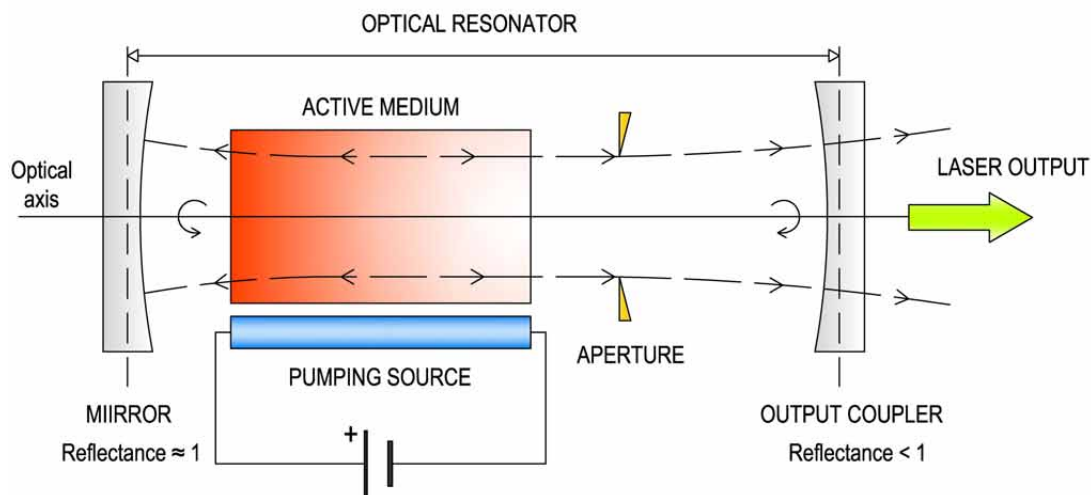 OPTICAL RESONATOR
ACTIVE MEDIUM
Optical
axis
LASER OUTPUT
APERTURE
PUMPING SOURCE
MIIRROR
Reflectance ≈ 1
+
OUTPUT COUPLER
Reflectance < 1